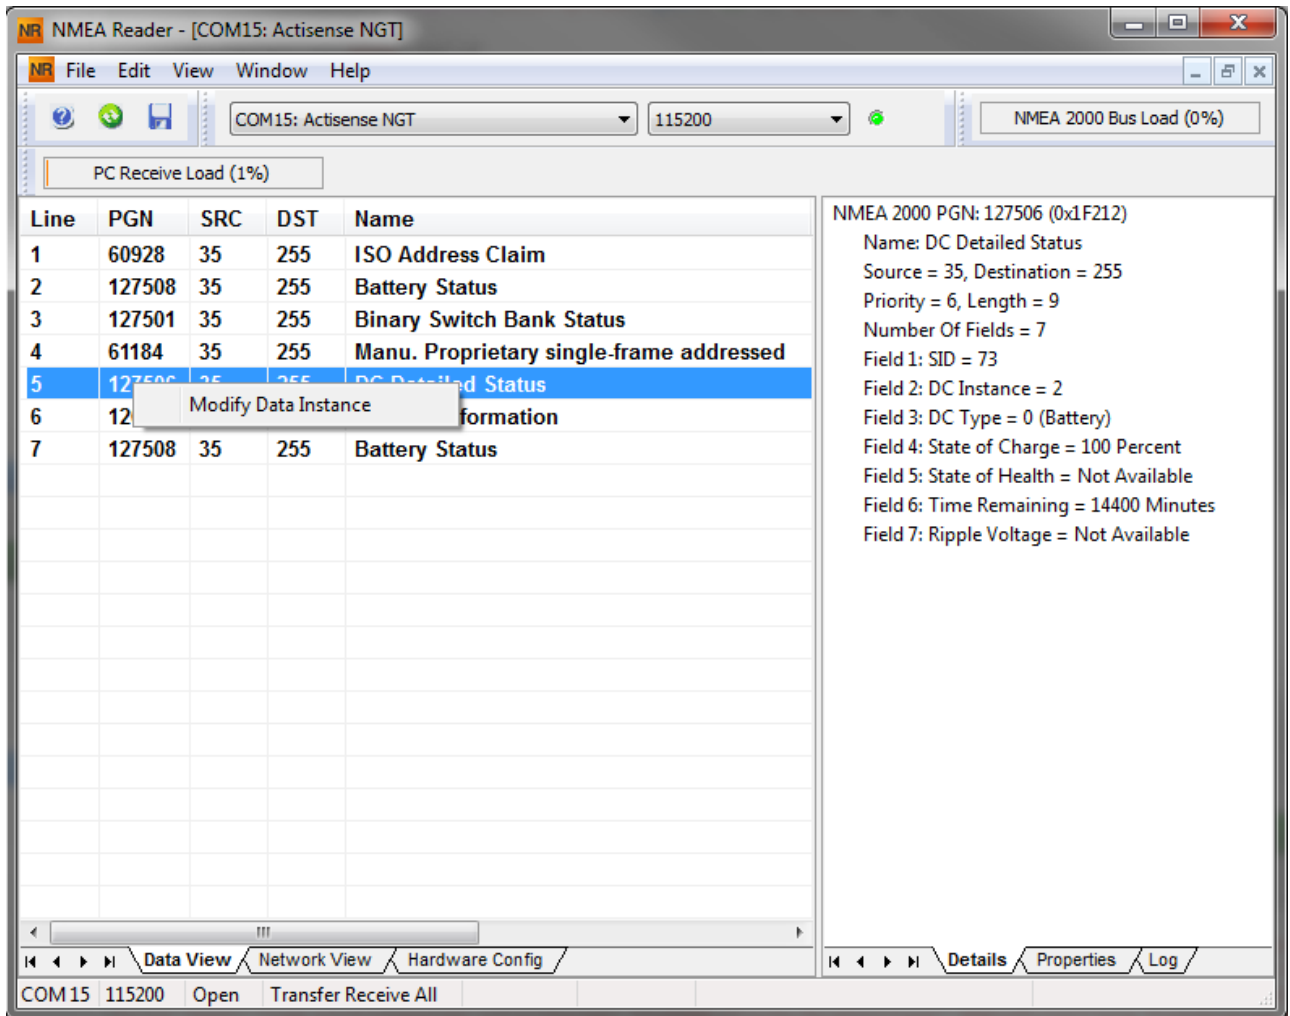 NR NMEA Reader - [COM15: Actisense NGT]
NR File Edit View Window Help
COM15: Actisense NGT 115200 NMEA 2000 Bus Load (0%)
PC Receive Load (1%)
Line PGN SRC DST Name
1 60928 35 255 ISO Address Claim
2 127508 35 255 Battery Status
3 127501 35 255 Binary Switch Bank Status
4 61184 35 255 Manu. Proprietary single-frame addressed
5 127506 35 255 DC Detailed Status
Modify Data Instance
6 12 formation
7 127508 35 255 Battery Status
NMEA 2000 PGN: 127506 (0x1F212)
Name: DC Detailed Status
Source = 35, Destination = 255
Priority = 6, Length = 9
Number Of Fields = 7
Field 1: SID = 73
Field 2: DC Instance = 2
Field 3: DC Type = 0 (Battery)
Field 4: State of Charge = 100 Percent
Field 5: State of Health = Not Available
Field 6: Time Remaining = 14400 Minutes
Field 7: Ripple Voltage = Not Available
Data View Network View Hardware Config
Details Properties Log
COM15 115200 Open Transfer Receive All